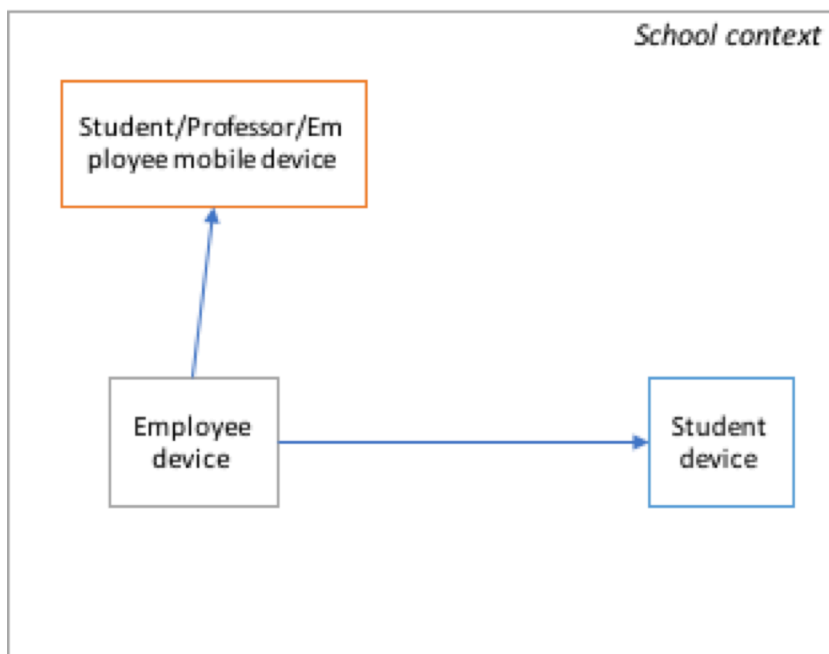 School context
Student/Professor/Em
ployee mobile device
Employee
device
Student
device